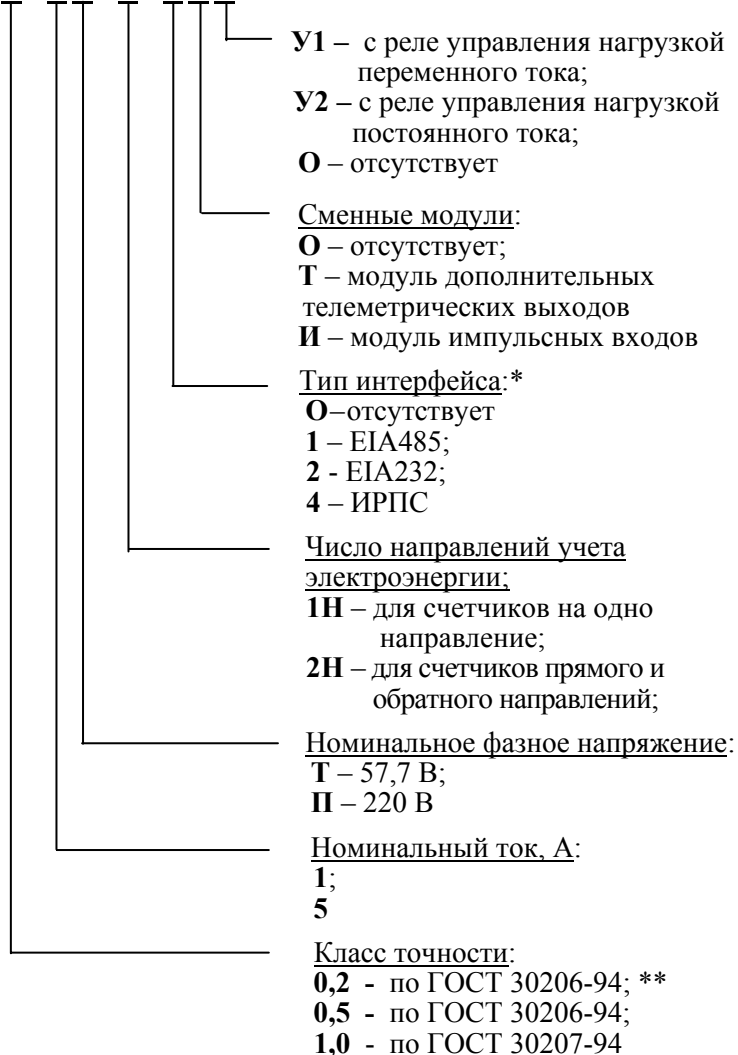 У1 – с реле управления нагрузкой
переменного тока;
У2 – с реле управления нагрузкой
постоянного тока;
О – отсутствует
Сменные модули:
О – отсутствует;
Т – модуль дополнительных
телеметрических выходов
И – модуль импульсных входов
Тип интерфейса:*
О–отсутствует
1 – EIA485;
2 - EIA232;
4 – ИРПС
Число направлений учета
электроэнергии;
1Н – для счетчиков на одно
направление;
2Н – для счетчиков прямого и
обратного направлений;
Номинальное фазное напряжение:
Т – 57,7 В;
П – 220 В
Номинальный ток, А:
1;
5
Класс точности:
0,2 - по ГОСТ 30206-94; **
0,5 - по ГОСТ 30206-94;
1,0 - по ГОСТ 30207-94